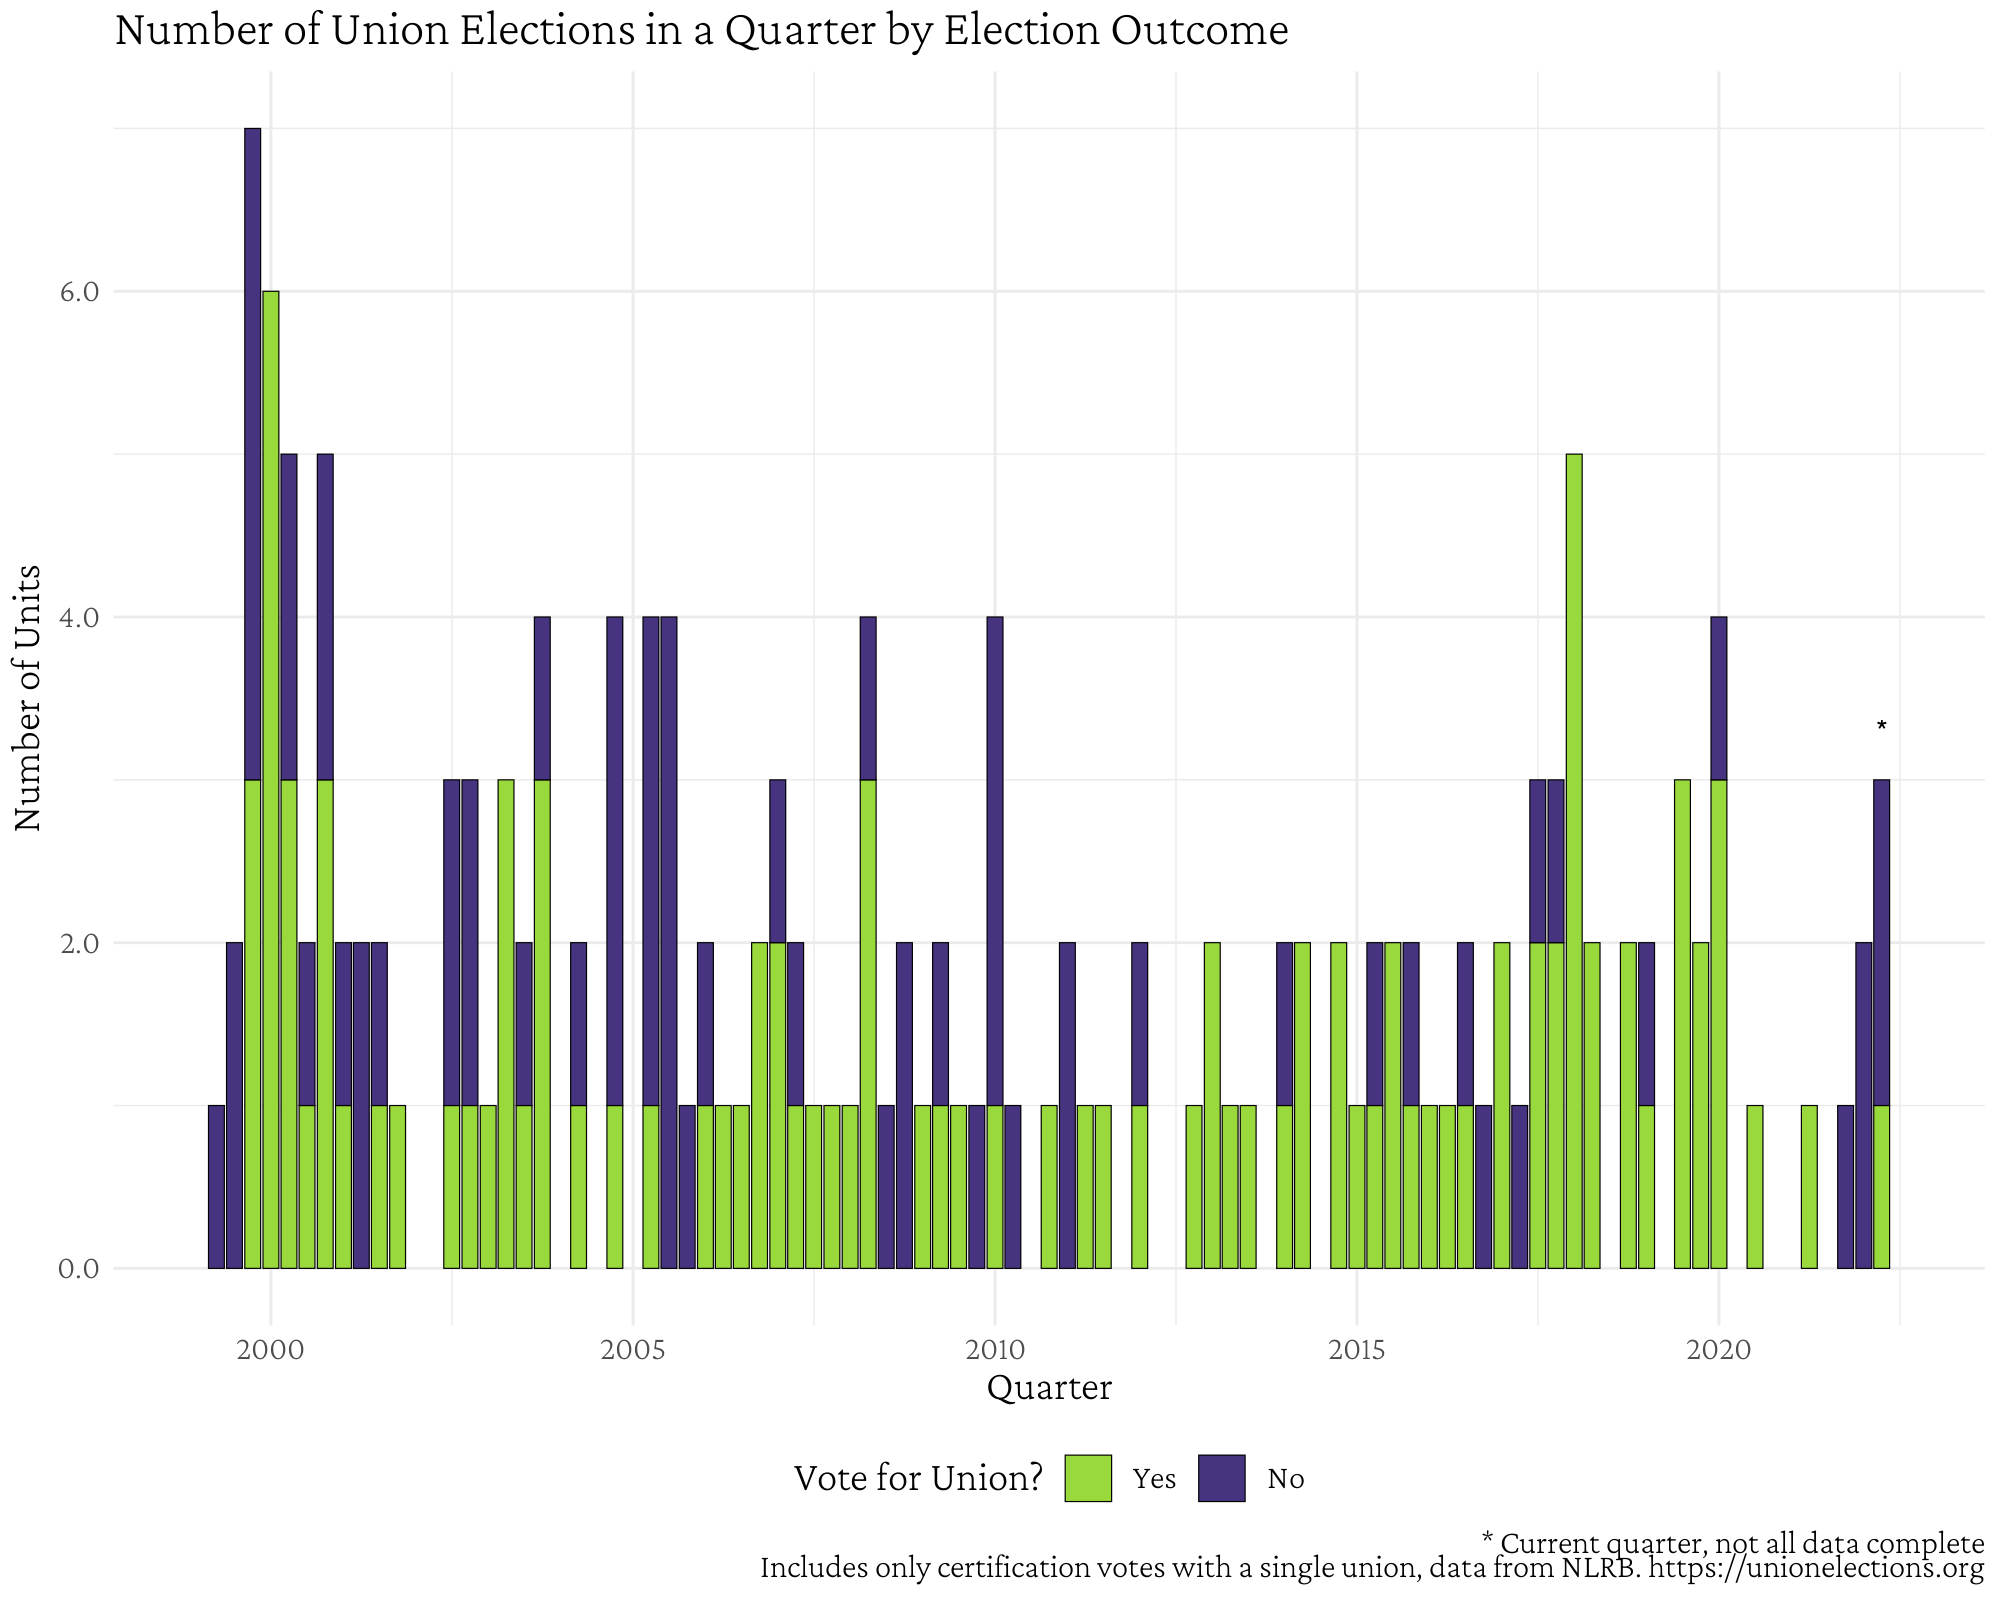 Number of Union Elections in a Quarter by Election Outcome
Number of Units
6.0
4.0
2.0
0.0
*
2000 2005 2010 2015 2020
Quarter
Vote for Union? Yes No
* Current quarter, not all data complete
Includes only certification votes with a single union, data from NLRB. https://unionelections.org